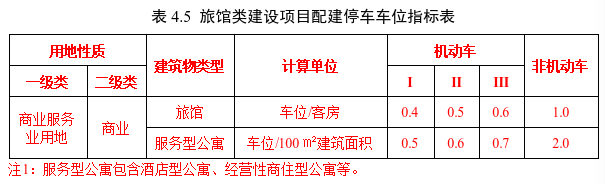 表 4.5 旅馆类建设项目配建停车车位指标表
用地性质 建筑物类型 计算单位 机动车 非机动车
一级类 二级类 I II III
商业服务业用地 商业 旅馆 车位/客房 0.4 0.5 0.6 1.0
服务型公寓 车位/100 ㎡建筑面积 0.5 0.6 0.7 2.0
注1：服务型公寓包含酒店型公寓、经营性商住型公寓等。